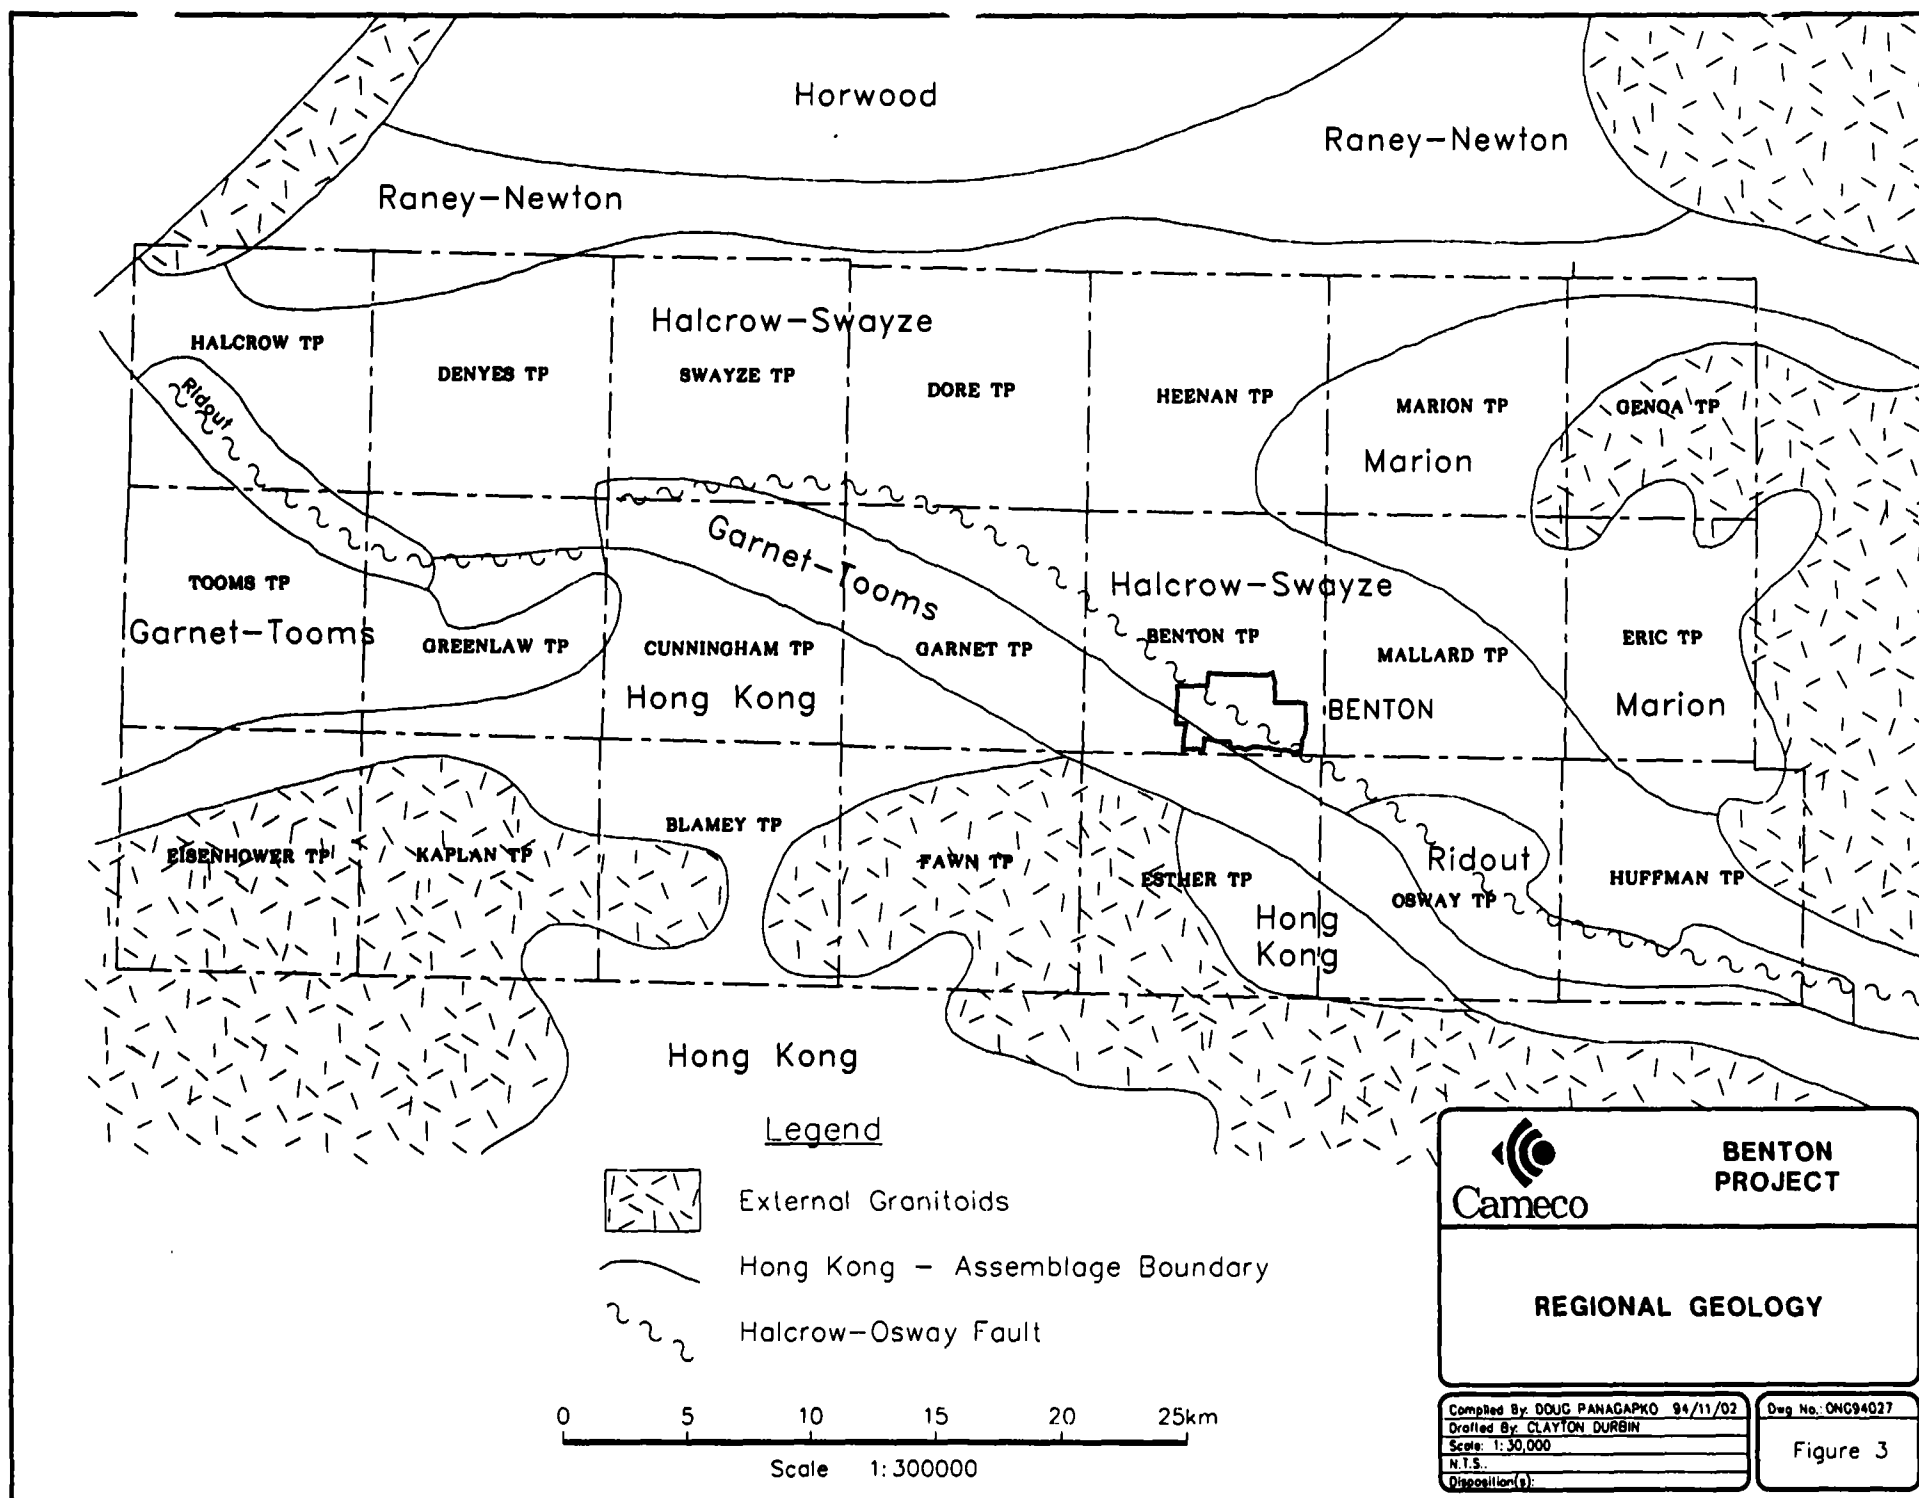 Horwood
Raney-Newton
Raney-Newton
Halcrow-Swayze
HALCROW TP
DENYES TP
SWAYZE TP
DORE TP
HEENAN TP
MARION TP
GENOA TP
Ridout
Marion
Garnet-Tooms
TOOMS TP
Garnet-Tooms
GREENLAW TP
CUNNINGHAM TP
GARNET TP
Halcrow-Swayze
BENTON TP
MALLARD TP
ERIC TP
Hong Kong
BENTON
Marion
EISENHOWER TP
KAPLAN TP
BLAMEY TP
FAWN TP
ESTHER TP
Ridout
OSWAY TP
HUFFMAN TP
Hong
Kong
Hong Kong
Legend
External Granitoids
Hong Kong - Assemblage Boundary
Halcrow-Osway Fault
0 5 10 15 20 25km
Scale 1:300000
Cameco
BENTON
PROJECT
REGIONAL GEOLOGY
Compiled By: DOUG PANAGAPKO 94/11/02
Drafted By: CLAYTON DURBIN
Scale: 1:30,000
N.T.S.:
Disposition(s):
Dwg No.: ONG94027
Figure 3